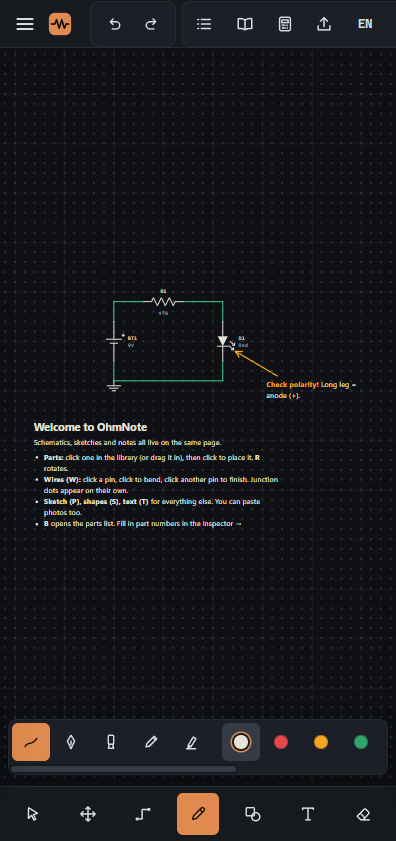 EN
R1
470
BT1
9V
D1
Red
Check polarity! Long leg =
anode (+).
Welcome to OhmNote
Schematics, sketches and notes all live on the same page.
• Parts: click one in the library (or drag it in), then click to place it. R
rotates.
• Wires (W): click a pin, click to bend, click another pin to finish. Junction
dots appear on their own.
• Sketch (P), shapes (S), text (T) for everything else. You can paste
photos too.
• B opens the parts list. Fill in part numbers in the Inspector →
T